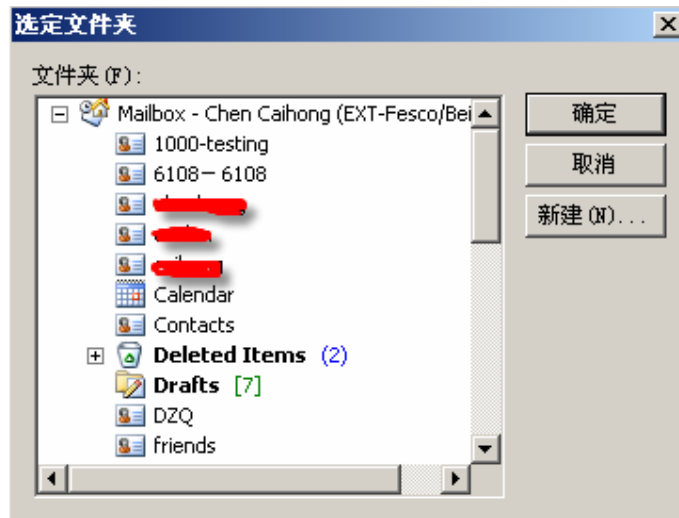 选定文件夹
文件夹(F):
Mailbox - Chen Caihong (EXT-Fesco/Bei
1000-testing
6108－6108
Calendar
Contacts
Deleted Items (2)
Drafts [7]
DZQ
friends
确定
取消
新建(N)...